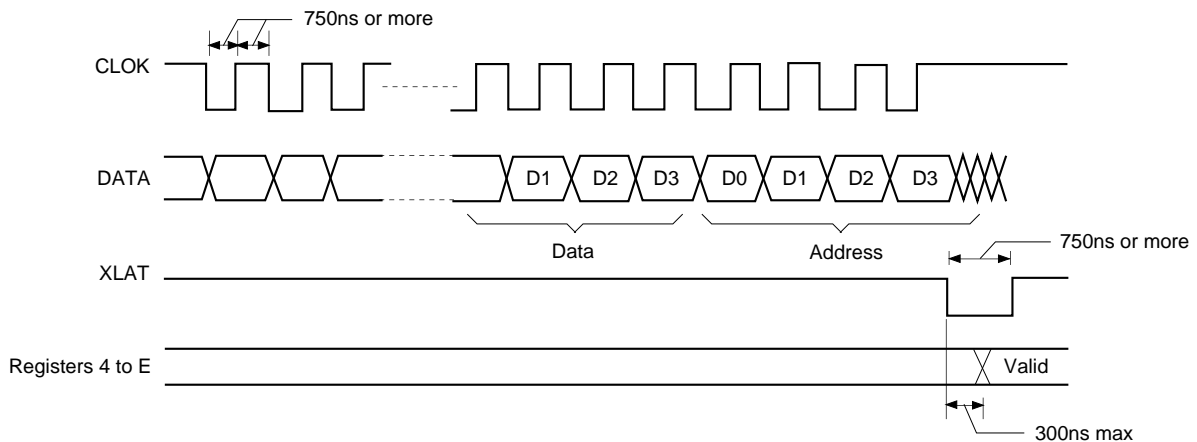 750ns or more
CLOK
DATA
D1 D2 D3 D0 D1 D2 D3
Data Address
750ns or more
XLAT
Registers 4 to E Valid
300ns max